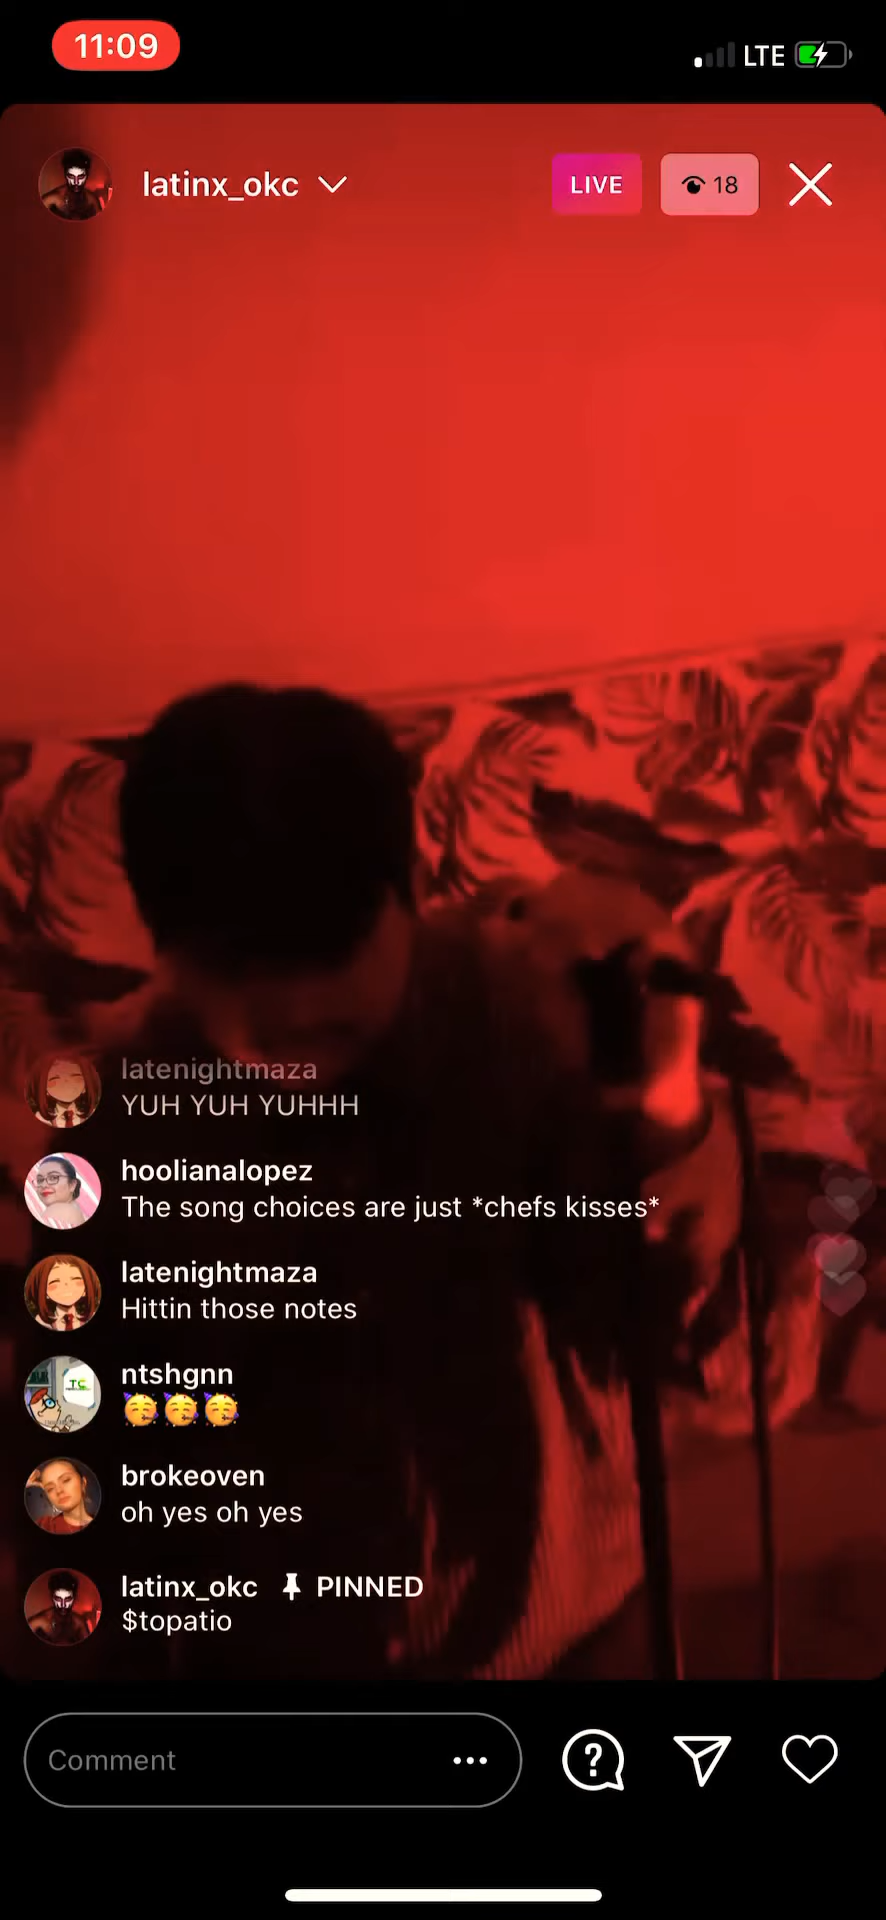 11:09
LTE
latinx_okc
LIVE
18
latenightmaza
YUH YUH YUHHH
hoolianalopez
The song choices are just *chefs kisses*
latenightmaza
Hittin those notes
ntshgnn
🥳🥳🥳
brokeoven
oh yes oh yes
latinx_okc PINNED
$topatio
Comment